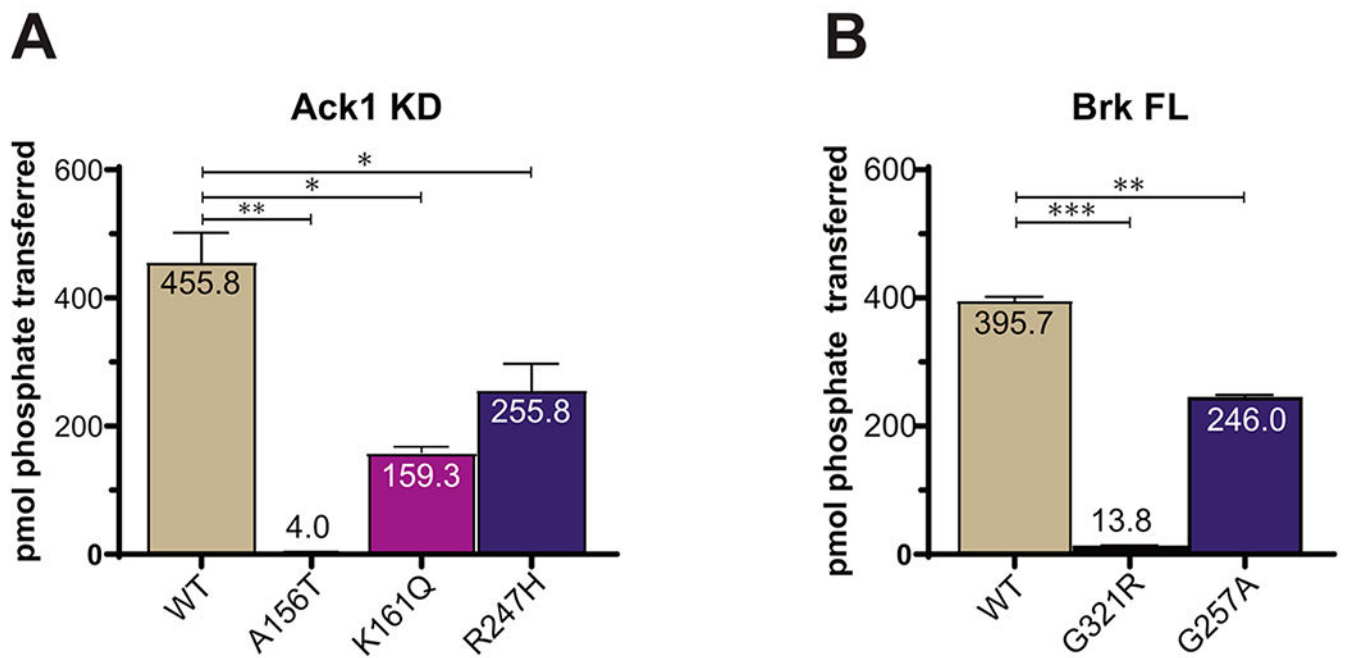 A
Ack1 KD
pmol phosphate transferred
600
400
200
0
*
*
**
455.8
4.0
159.3
255.8
WT
A156T
K161Q
R247H
B
Brk FL
pmol phosphate transferred
600
400
200
0
**
***
395.7
13.8
246.0
WT
G321R
G257A